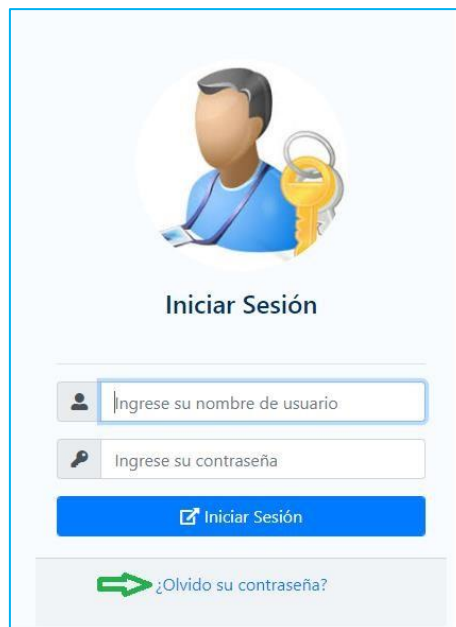 Iniciar Sesión
Ingrese su nombre de usuario
Ingrese su contraseña
Iniciar Sesión
¿Olvido su contraseña?